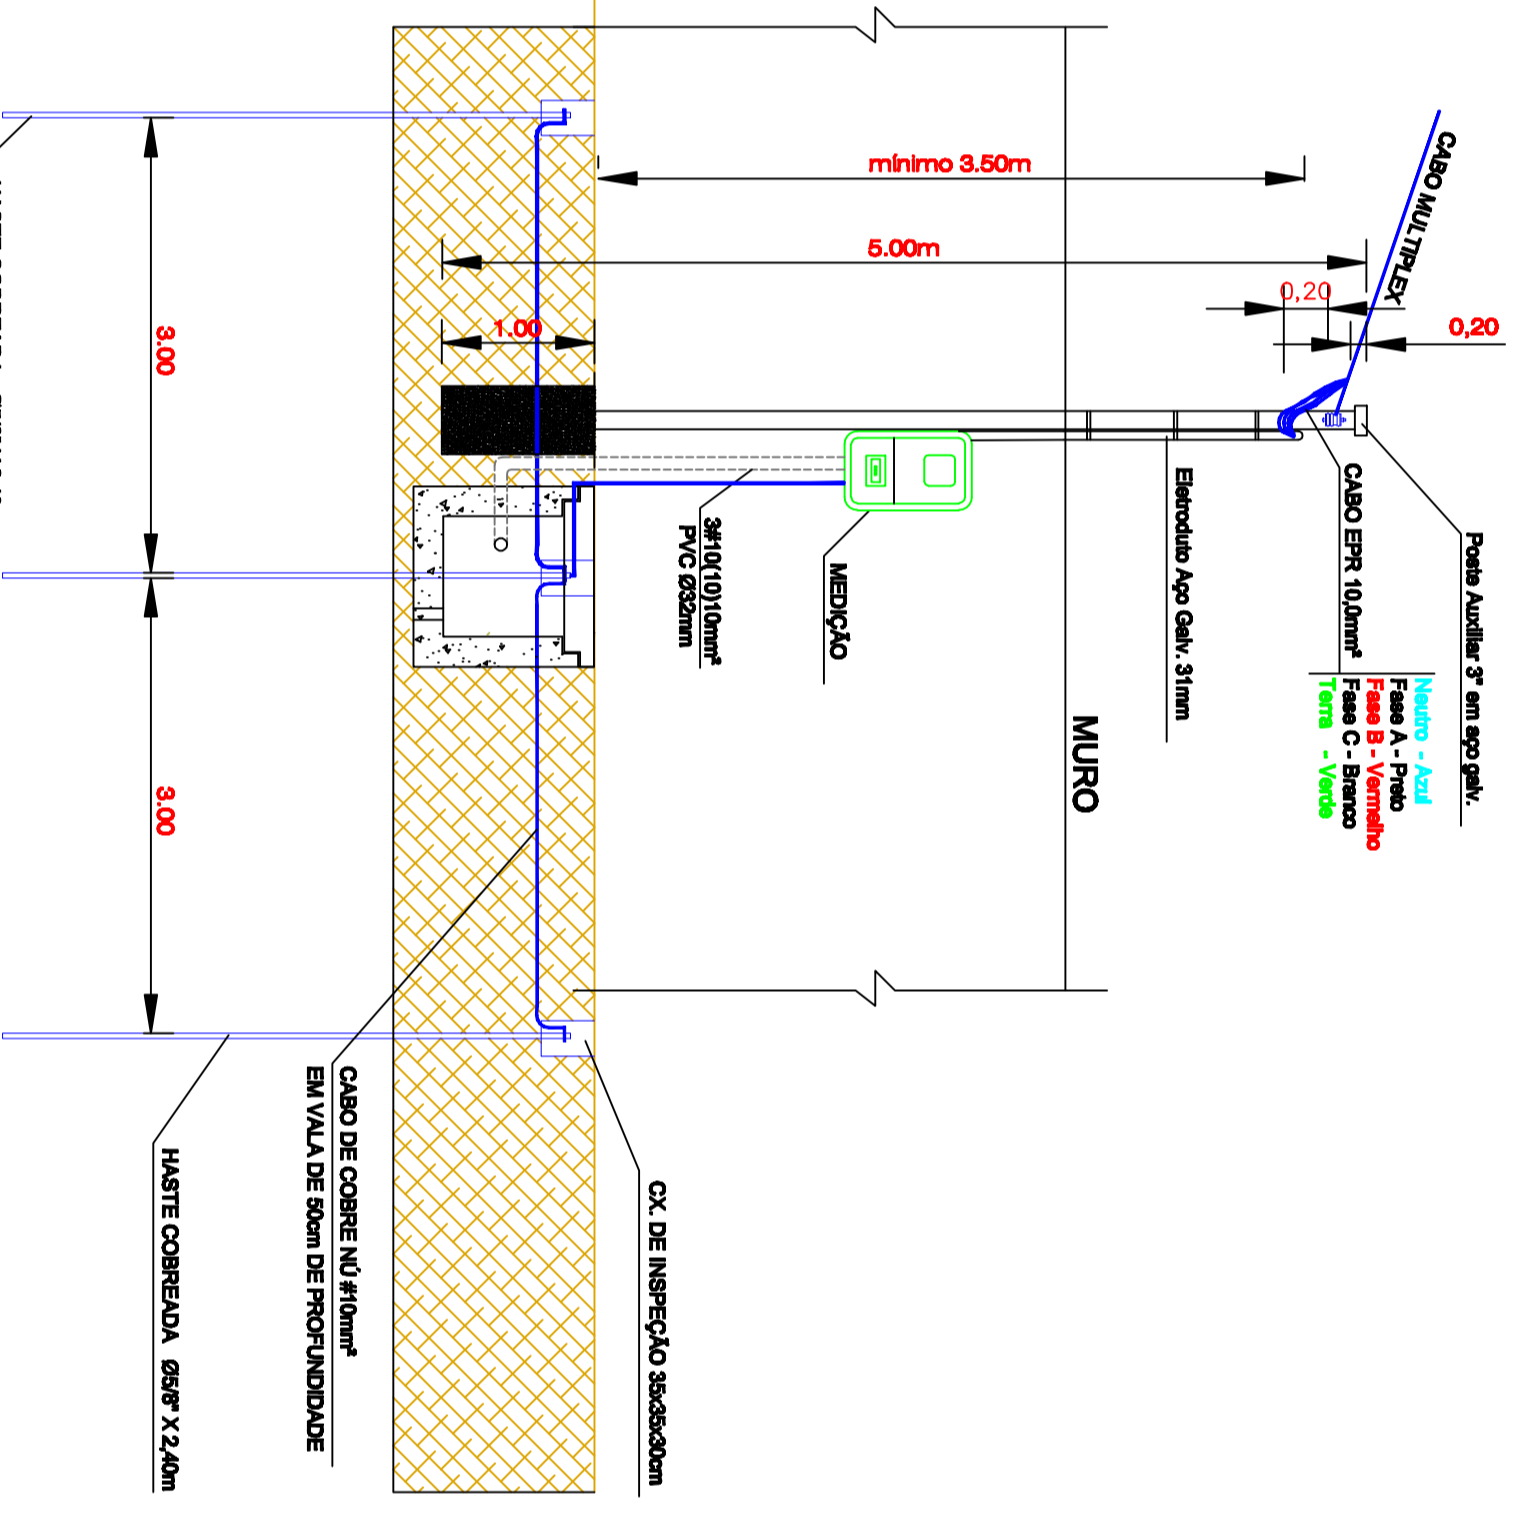 CABO MULTIPLEX
0,20
0,20
Poste Auxiliar 3" em aço galv.
CABO EPR 10,0mm²
Neutro - Azul
Fase A - Preto
Fase B - Vermelho
Fase C - Branco
Terra - Verde
Eletroduto Aço Galv. 31mm
MURO
mínimo 3.50m
5.00m
1.00
MEDIÇÃO
3#10(10)10mm²
PVC Ø32mm
CX. DE INSPEÇÃO 35x35x30cm
CABO DE COBRE NÚ #10mm²
EM VALA DE 50cm DE PROFUNDIDADE
3.00
3.00
HASTE COBREADA Ø5/8" X 2,40m